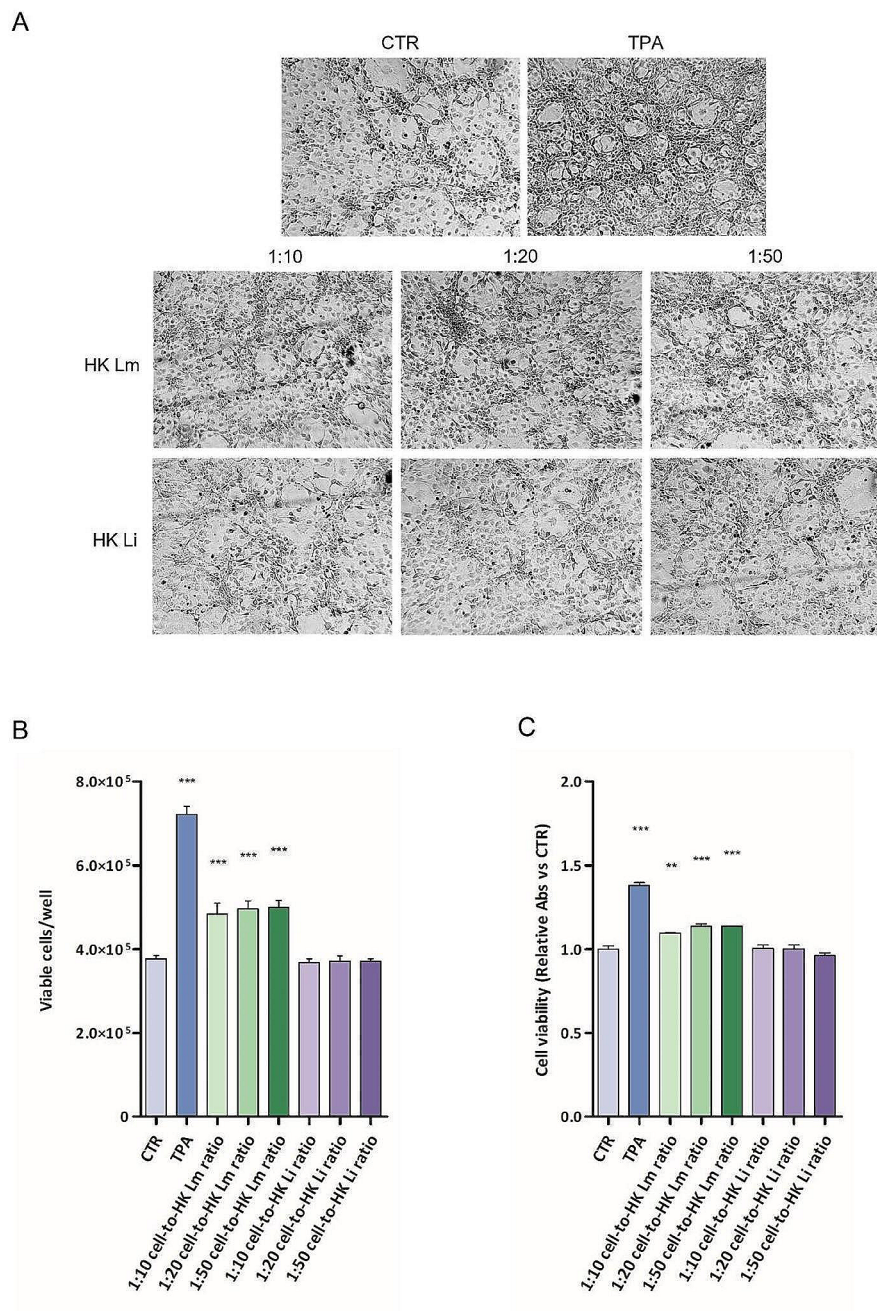 A
CTR TPA
1:10 1:20 1:50
HK Lm
HK Li
B
C
8.0×10⁵
6.0×10⁵
4.0×10⁵
2.0×10⁵
0
Viable cells/well
***
***
***
***
CTR
TPA
1:10 cell-to-HK Lm ratio
1:20 cell-to-HK Lm ratio
1:50 cell-to-HK Lm ratio
1:10 cell-to-HK Li ratio
1:20 cell-to-HK Li ratio
1:50 cell-to-HK Li ratio
2.0
1.5
1.0
0.5
0.0
Cell viability (Relative Abs vs CTR)
***
**
***
***
CTR
TPA
1:10 cell-to-HK Lm ratio
1:20 cell-to-HK Lm ratio
1:50 cell-to-HK Lm ratio
1:10 cell-to-HK Li ratio
1:20 cell-to-HK Li ratio
1:50 cell-to-HK Li ratio